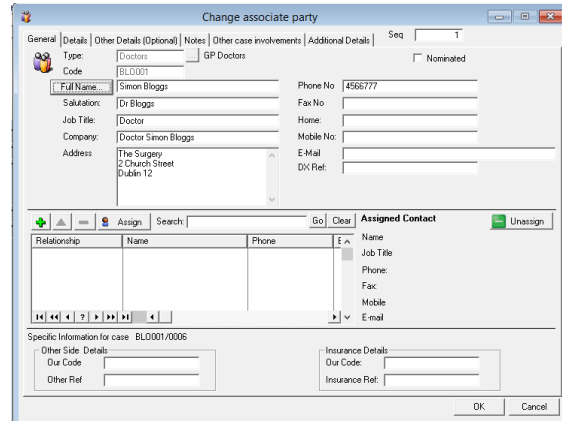 Change associate party
General Details Other Details (Optional) Notes Other case involvements Additional Details Seq 1
Type: Doctors ... GP Doctors Nominated
Code BLO001
Full Name... Simon Bloggs Phone No 4566777
Salutation: Dr Bloggs Fax No
Job Title: Doctor Home:
Company: Doctor Simon Bloggs Mobile No:
Address The Surgery E-Mail
2 Church Street DX Ref:
Dublin 12
Assign Search: Go Clear Assigned Contact Unassign
Relationship Name Phone E Name
Job Title
Phone:
Fax:
Mobile
? E-mail
Specific Information for case BLO001/0006
Other Side Details Insurance Details
Our Code Our Code:
Other Ref Insurance Ref:
OK Cancel